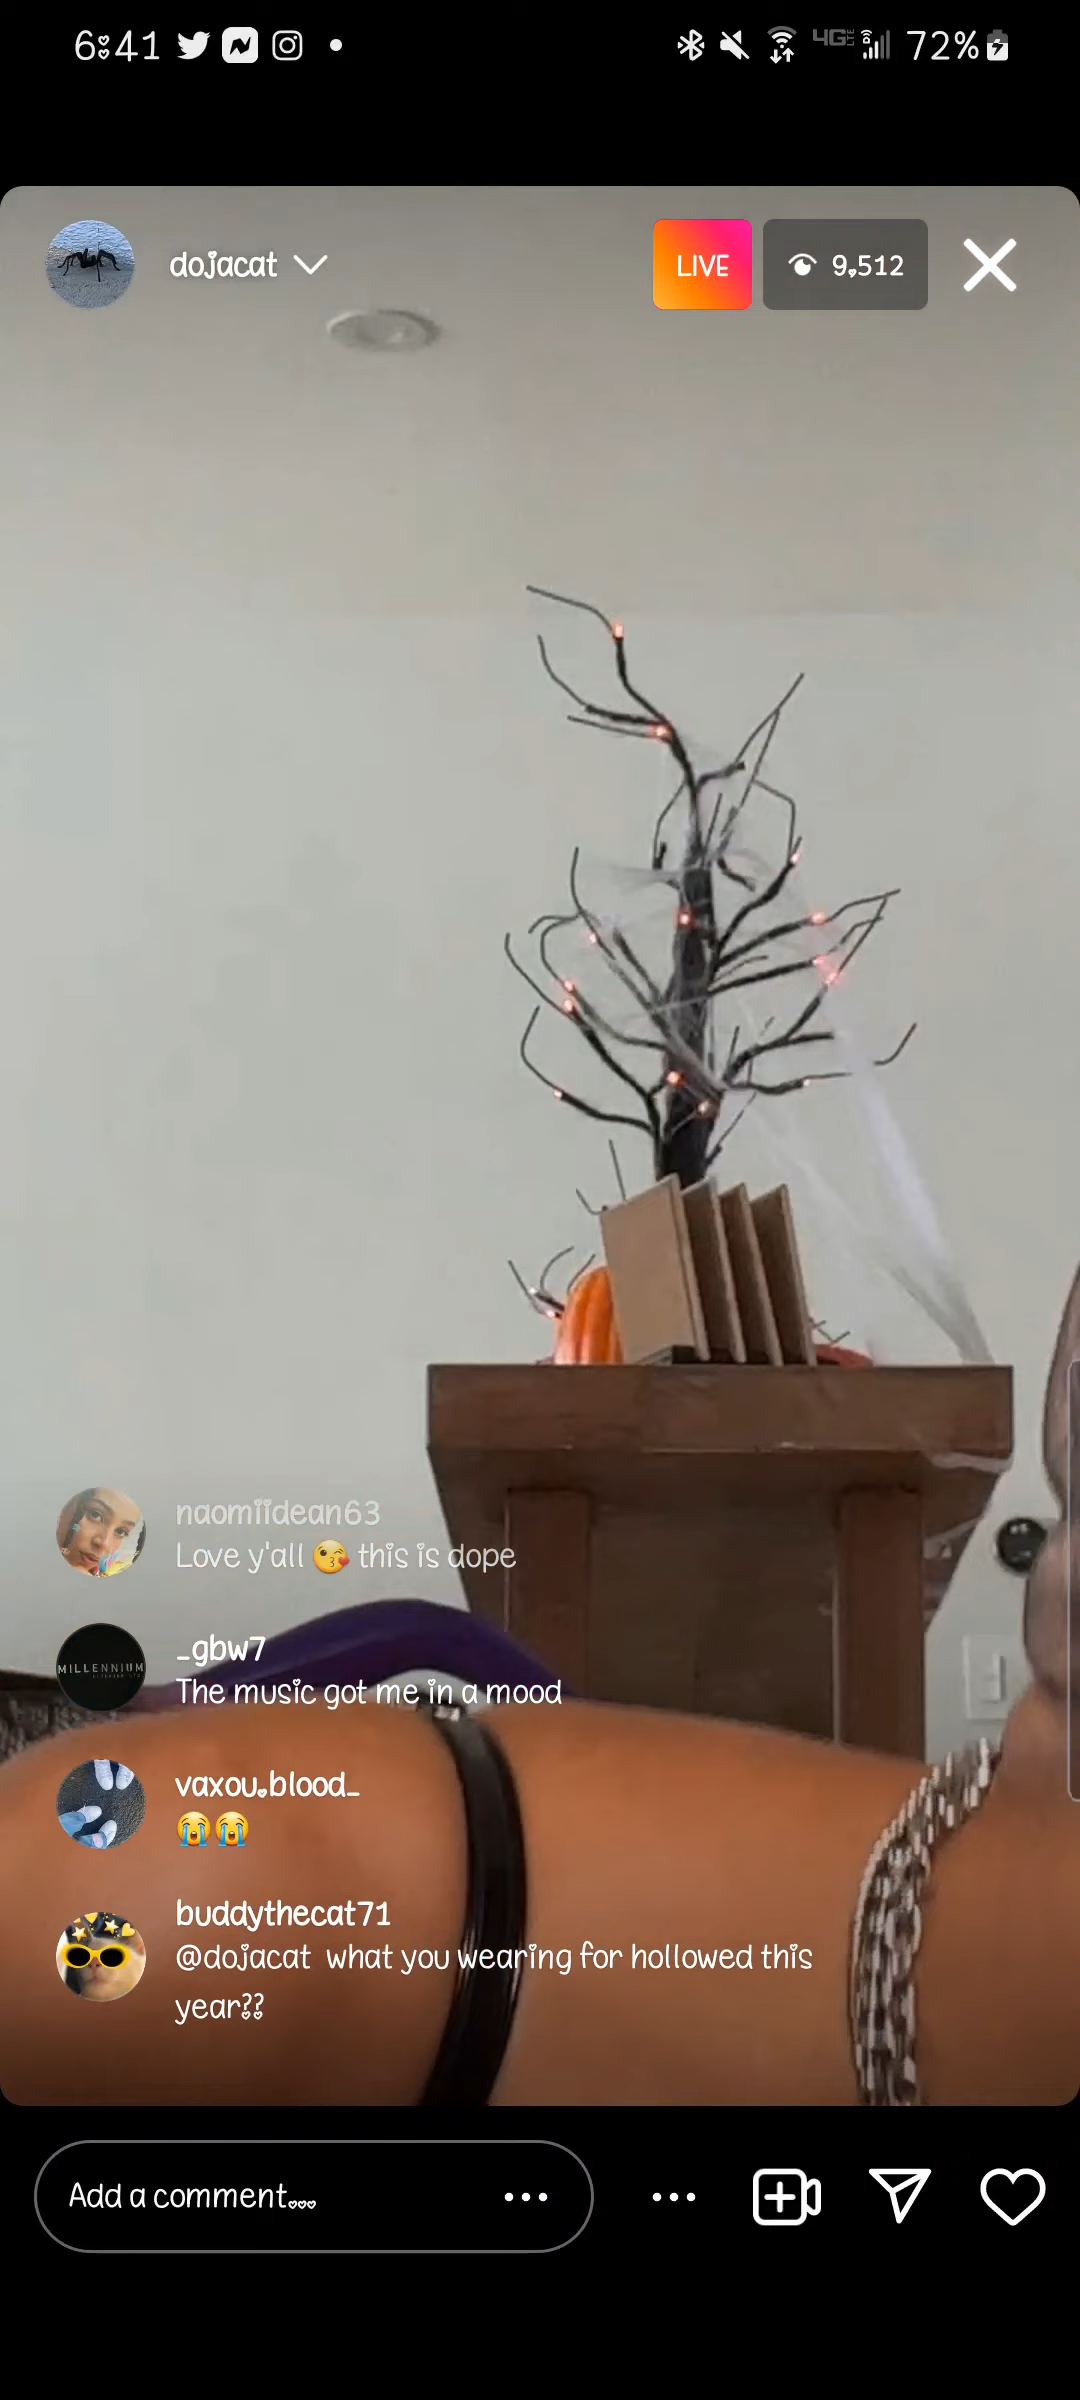 6:41
4G LTE
72%
dojacat
LIVE
9,512
naomiidean63
Love y'all 😘 this is dope
_gbw7
MILLENNIUM
The music got me in a mood
vaxou.blood_
😭😭
buddythecat71
@dojacat what you wearing for hollowed this
year??
Add a comment...